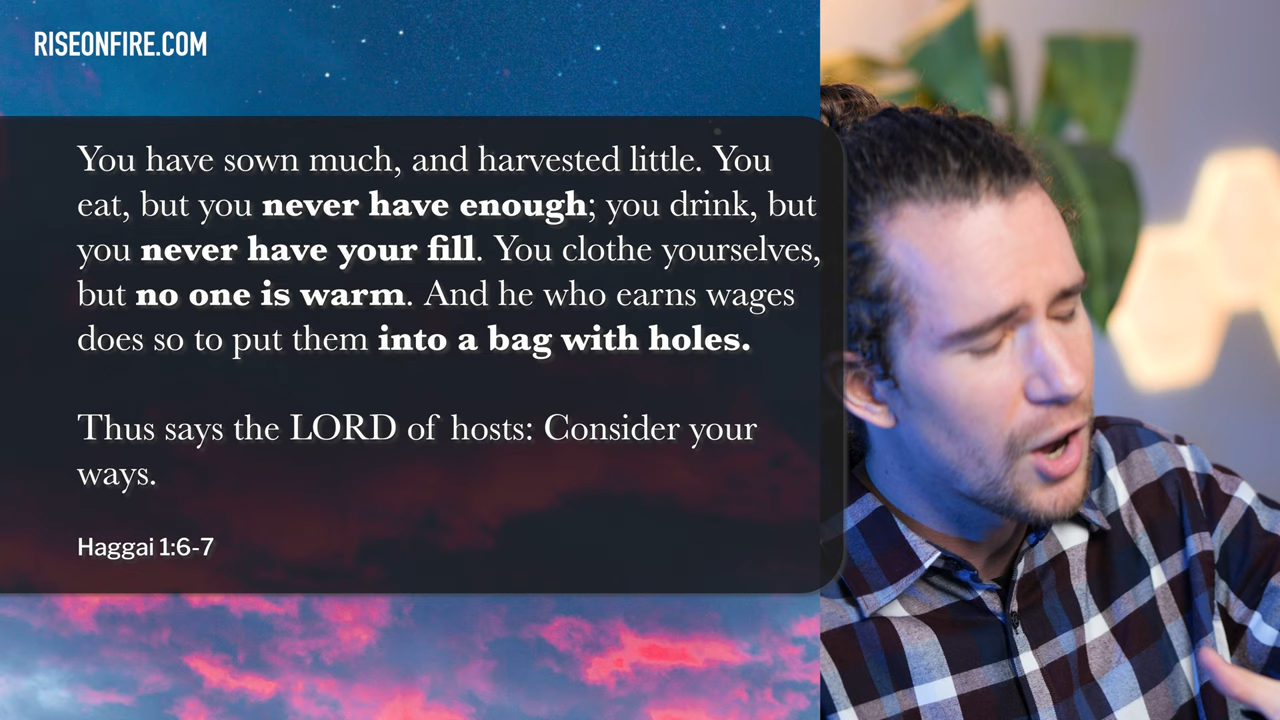 RISEONFIRE.COM
You have sown much, and harvested little. You
eat, but you never have enough; you drink, but
you never have your fill. You clothe yourselves,
but no one is warm. And he who earns wages
does so to put them into a bag with holes.
Thus says the LORD of hosts: Consider your
ways.
Haggai 1:6-7